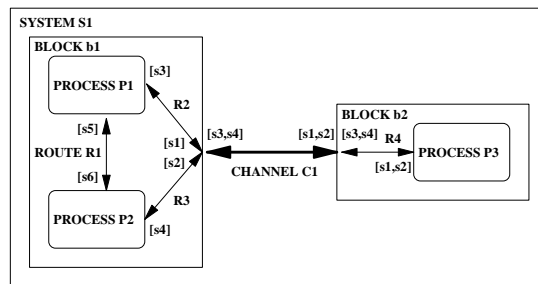 SYSTEM S1
BLOCK b1
PROCESS P1
[s3]
R2
[s5]
ROUTE R1
[s6]
[s1]
[s2]
[s3,s4]
[s1,s2]
CHANNEL C1
PROCESS P2
R3
[s4]
BLOCK b2
[s3,s4]
R4
[s1,s2]
PROCESS P3